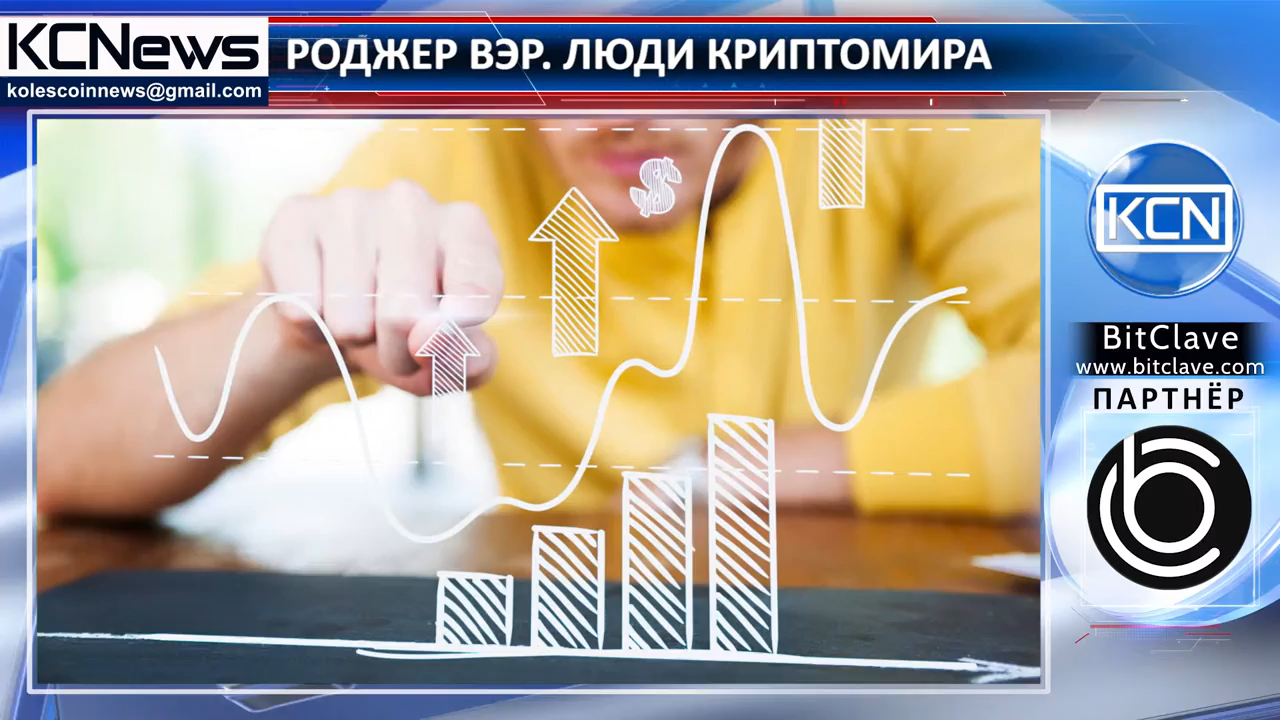 KCNews
kolescoinnews@gmail.com
РОДЖЕР ВЭР. ЛЮДИ КРИПТОМИРА
$
KCN
BitClave
www.bitclave.com
ПАРТНЁР